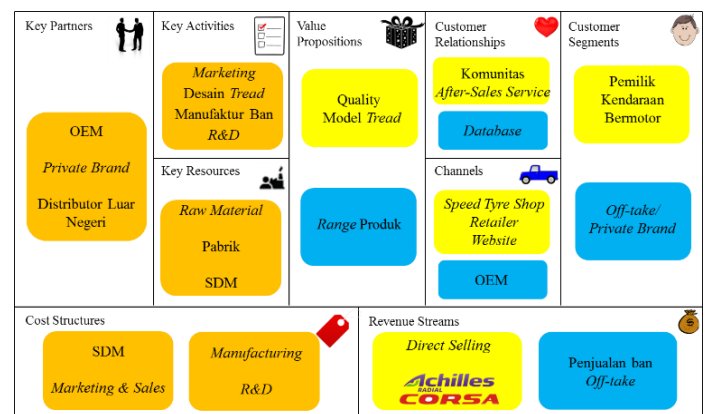 Key Partners
OEM
Private Brand
Distributor Luar
Negeri
Key Activities
Marketing
Desain Tread
Manufaktur Ban
R&D
Key Resources
Raw Material
Pabrik
SDM
Value
Propositions
Quality
Model Tread
Range Produk
Customer
Relationships
Komunitas
After-Sales Service
Database
Channels
Speed Tyre Shop
Retailer
Website
OEM
Customer
Segments
Pemilik
Kendaraan
Bermotor
Off-take/
Private Brand
Cost Structures
SDM
Marketing & Sales
Manufacturing
R&D
Revenue Streams
Direct Selling
Achilles
RADIAL
CORSA
Penjualan ban
Off-take